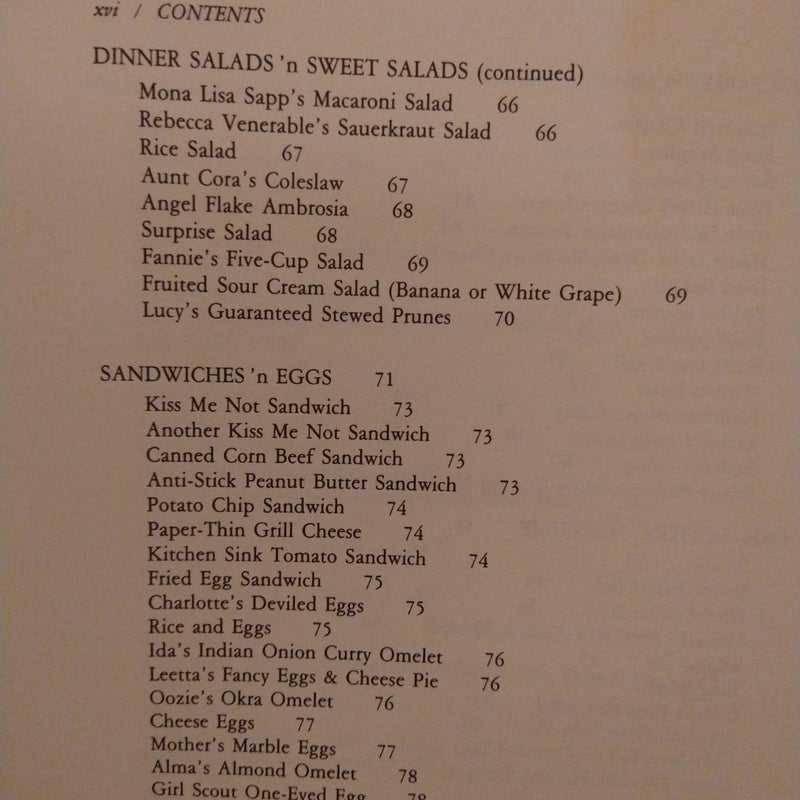 xvi / CONTENTS
DINNER SALADS 'n SWEET SALADS (continued)
Mona Lisa Sapp's Macaroni Salad 66
Rebecca Venerable's Sauerkraut Salad 66
Rice Salad 67
Aunt Cora's Coleslaw 67
Angel Flake Ambrosia 68
Surprise Salad 68
Fannie's Five-Cup Salad 69
Fruited Sour Cream Salad (Banana or White Grape) 69
Lucy's Guaranteed Stewed Prunes 70
SANDWICHES 'n EGGS 71
Kiss Me Not Sandwich 73
Another Kiss Me Not Sandwich 73
Canned Corn Beef Sandwich 73
Anti-Stick Peanut Butter Sandwich 73
Potato Chip Sandwich 74
Paper-Thin Grill Cheese 74
Kitchen Sink Tomato Sandwich 74
Fried Egg Sandwich 75
Charlotte's Deviled Eggs 75
Rice and Eggs 75
Ida's Indian Onion Curry Omelet 76
Leetta's Fancy Eggs & Cheese Pie 76
Oozie's Okra Omelet 76
Cheese Eggs 77
Mother's Marble Eggs 77
Alma's Almond Omelet 78
Girl Scout One-Eyed Egg 78